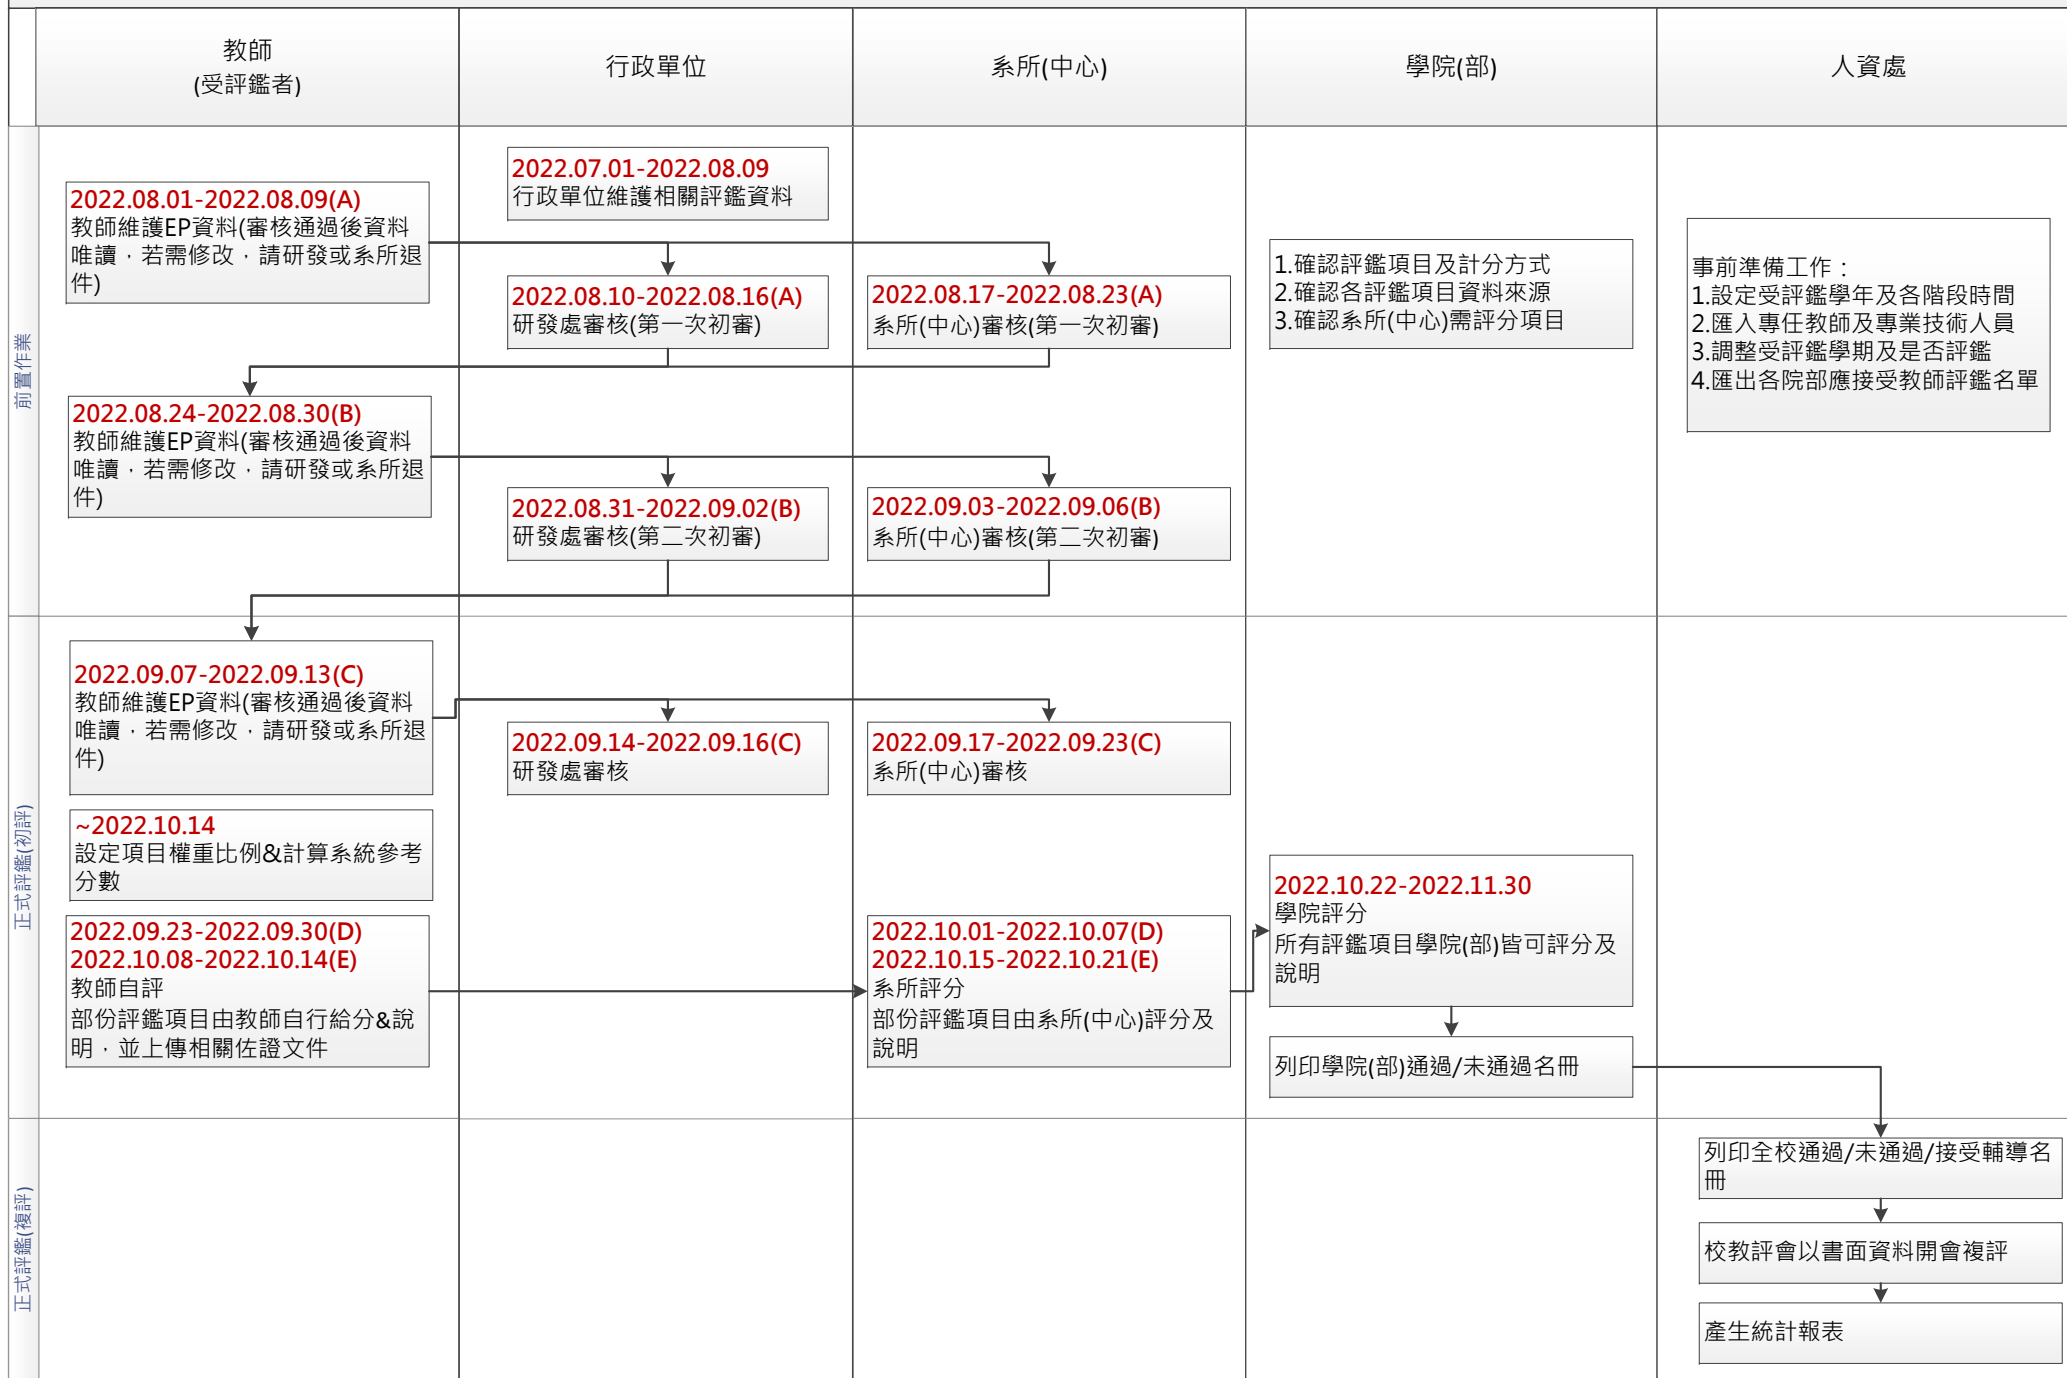 教師
(受評鑑者)
行政單位
系所(中心)
學院(部)
人資處
前置作業
2022.08.01-2022.08.09(A)
教師維護EP資料(審核通過後資料
唯讀，若需修改，請研發或系所退
件)
2022.07.01-2022.08.09
行政單位維護相關評鑑資料
2022.08.10-2022.08.16(A)
研發處審核(第一次初審)
2022.08.17-2022.08.23(A)
系所(中心)審核(第一次初審)
1.確認評鑑項目及計分方式
2.確認各評鑑項目資料來源
3.確認系所(中心)需評分項目
事前準備工作：
1.設定受評鑑學年及各階段時間
2.匯入專任教師及專業技術人員
3.調整受評鑑學期及是否評鑑
4.匯出各院部應接受教師評鑑名單
2022.08.24-2022.08.30(B)
教師維護EP資料(審核通過後資料
唯讀，若需修改，請研發或系所退
件)
2022.08.31-2022.09.02(B)
研發處審核(第二次初審)
2022.09.03-2022.09.06(B)
系所(中心)審核(第二次初審)
正式評鑑(初評)
2022.09.07-2022.09.13(C)
教師維護EP資料(審核通過後資料
唯讀，若需修改，請研發或系所退
件)
2022.09.14-2022.09.16(C)
研發處審核
2022.09.17-2022.09.23(C)
系所(中心)審核
~2022.10.14
設定項目權重比例&計算系統參考
分數
2022.09.23-2022.09.30(D)
2022.10.08-2022.10.14(E)
教師自評
部份評鑑項目由教師自行給分&說
明，並上傳相關佐證文件
2022.10.01-2022.10.07(D)
2022.10.15-2022.10.21(E)
系所評分
部份評鑑項目由系所(中心)評分及
說明
2022.10.22-2022.11.30
學院評分
所有評鑑項目學院(部)皆可評分及
說明
列印學院(部)通過/未通過名冊
正式評鑑(複評)
列印全校通過/未通過/接受輔導名
冊
校教評會以書面資料開會複評
產生統計報表